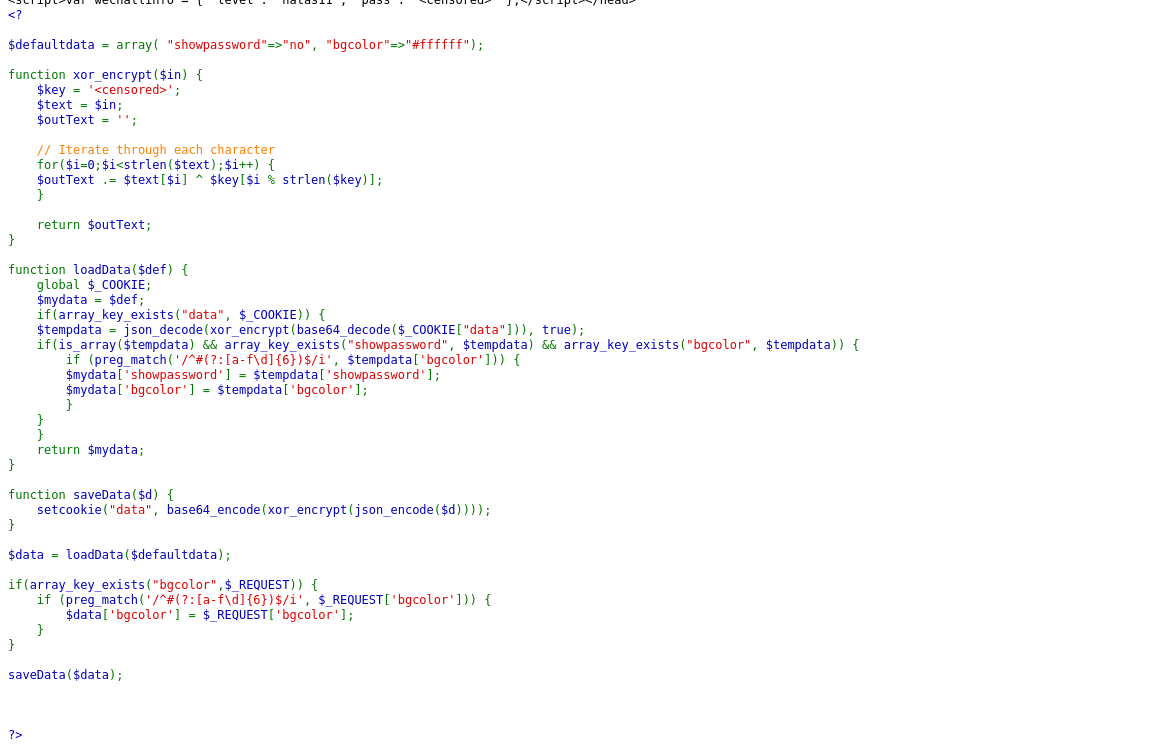 <script>var wechallinfo = { "level": "natas11", "pass": "<censored>" };</script></head>
<?
$defaultdata = array( "showpassword"=>"no", "bgcolor"=>"#ffffff");
function xor_encrypt($in) {
    $key = '<censored>';
    $text = $in;
    $outText = '';
    // Iterate through each character
    for($i=0;$i<strlen($text);$i++) {
    $outText .= $text[$i] ^ $key[$i % strlen($key)];
    }
    return $outText;
}
function loadData($def) {
    global $_COOKIE;
    $mydata = $def;
    if(array_key_exists("data", $_COOKIE)) {
    $tempdata = json_decode(xor_encrypt(base64_decode($_COOKIE["data"])), true);
    if(is_array($tempdata) && array_key_exists("showpassword", $tempdata) && array_key_exists("bgcolor", $tempdata)) {
        if (preg_match('/^#(?:[a-f\d]{6})$/i', $tempdata['bgcolor'])) {
        $mydata['showpassword'] = $tempdata['showpassword'];
        $mydata['bgcolor'] = $tempdata['bgcolor'];
        }
    }
    }
    return $mydata;
}
function saveData($d) {
    setcookie("data", base64_encode(xor_encrypt(json_encode($d))));
}
$data = loadData($defaultdata);
if(array_key_exists("bgcolor",$_REQUEST)) {
    if (preg_match('/^#(?:[a-f\d]{6})$/i', $_REQUEST['bgcolor'])) {
        $data['bgcolor'] = $_REQUEST['bgcolor'];
    }
}
saveData($data);
?>